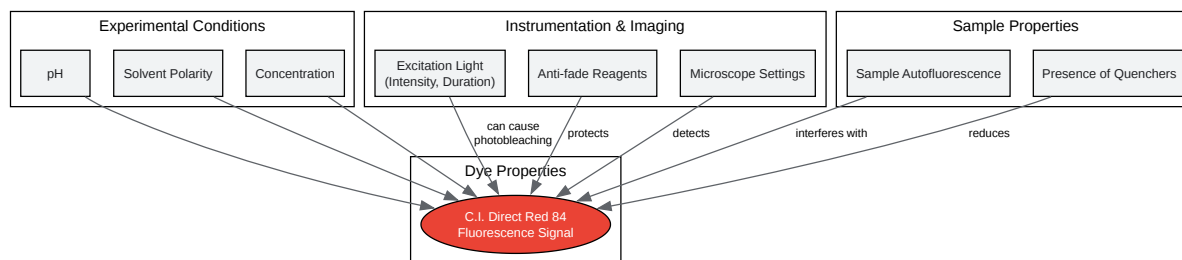 Experimental Conditions
Instrumentation & Imaging
Sample Properties
pH
Solvent Polarity
Concentration
Excitation Light
(Intensity, Duration)
Anti-fade Reagents
Microscope Settings
Sample Autofluorescence
Presence of Quenchers
can cause
photobleaching
protects
detects
interferes with
reduces
Dye Properties
C.I. Direct Red 84
Fluorescence Signal